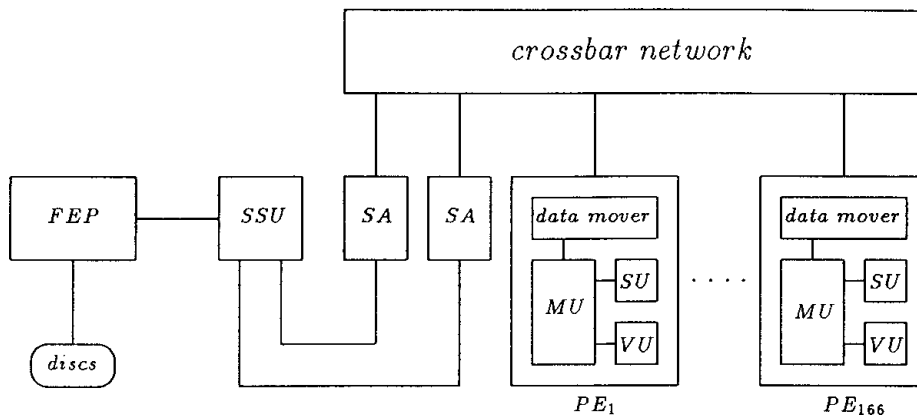 crossbar network
FEP
SSU
SA
SA
data mover
data mover
MU
SU
VU
. . . .
MU
SU
VU
discs
PE₁
PE₁₆₆